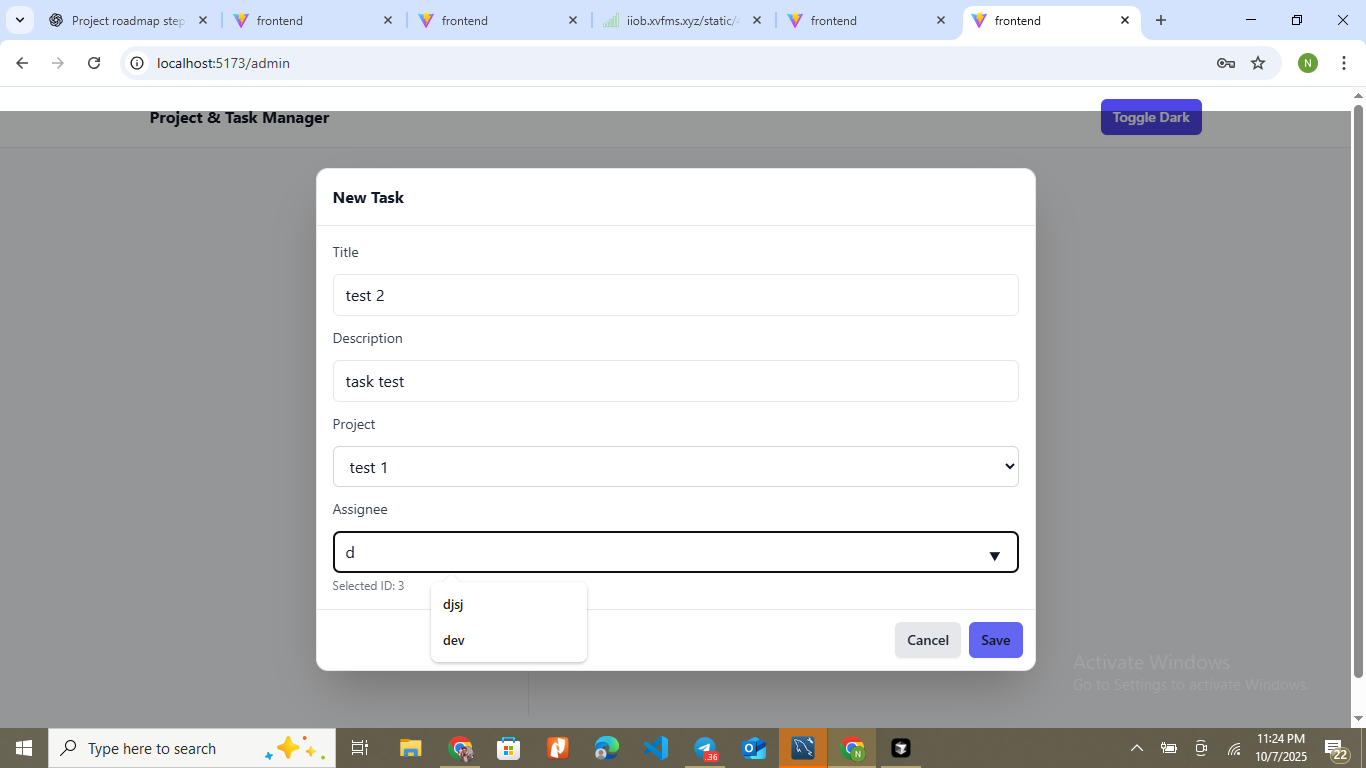 Project roadmap step
frontend
frontend
iiob.xvfms.xyz/static/
frontend
frontend
localhost:5173/admin
N
Project & Task Manager
Toggle Dark
New Task
Title
test 2
Description
task test
Project
test 1
Assignee
d
Selected ID: 3
djsj
dev
Cancel
Save
Activate Windows
Go to Settings to activate Windows.
Type here to search
.36
N
11:24 PM
10/7/2025
22